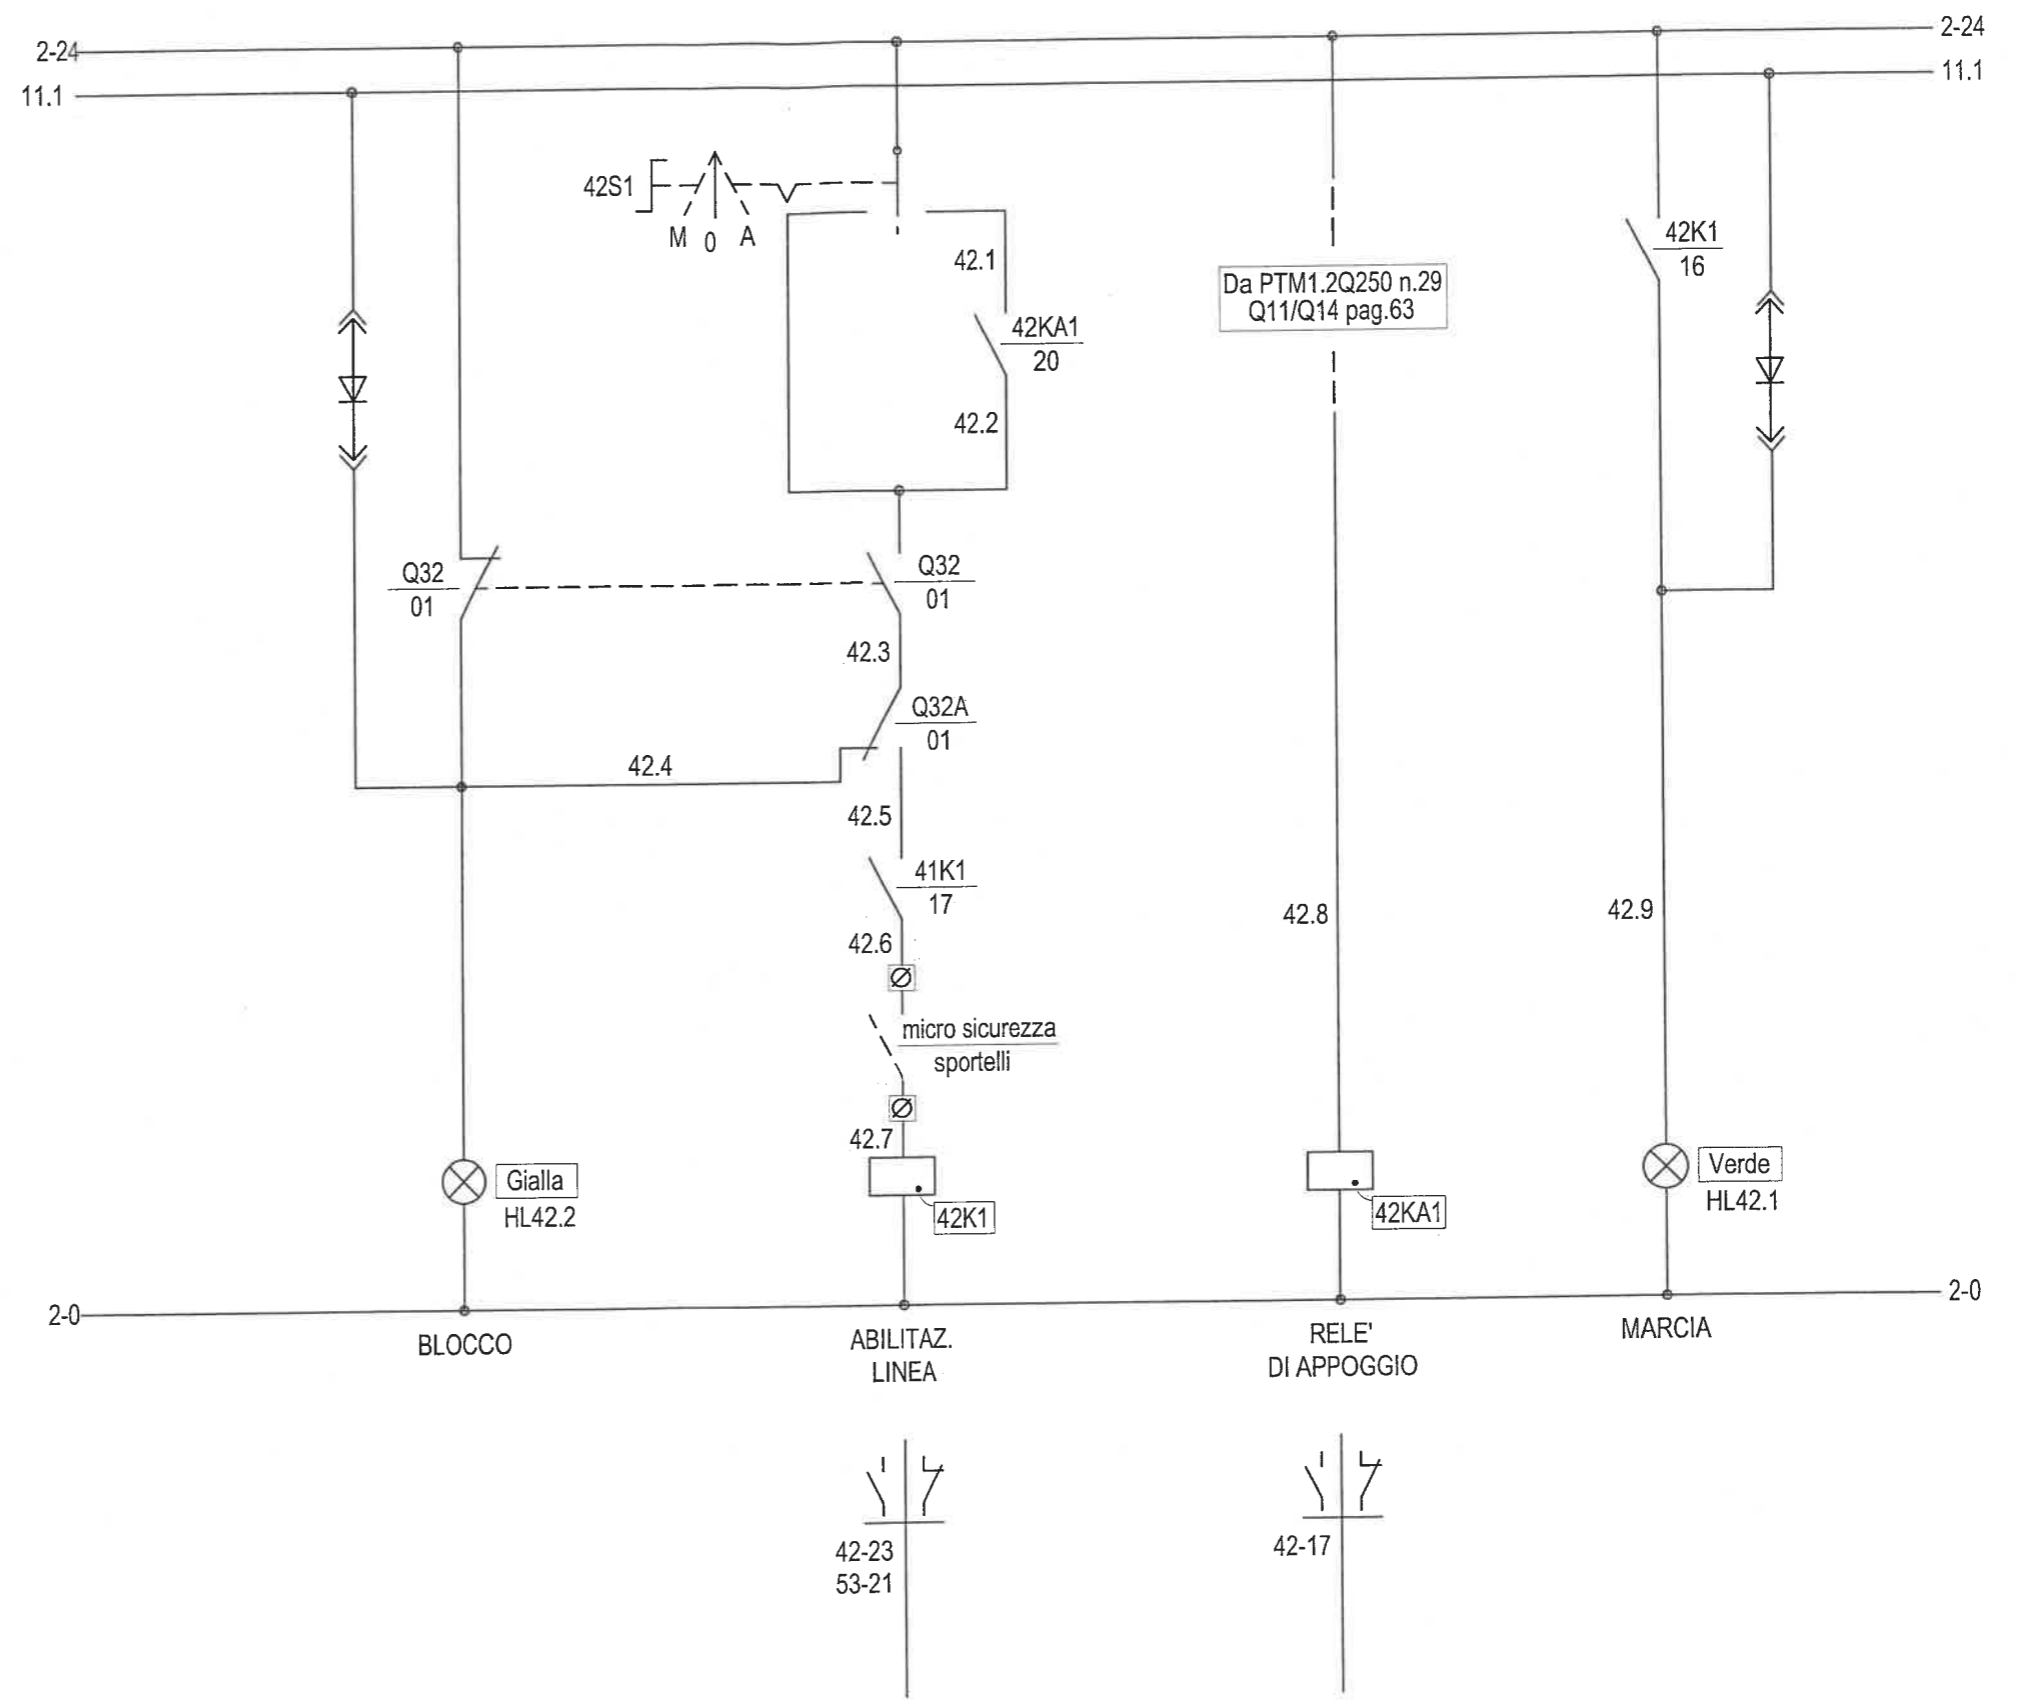 2-24
2-24
11.1
11.1
42S1
M 0 A
42.1
42KA1
20
42.2
Da PTM1.2Q250 n.29
Q11/Q14 pag.63
42K1
16
Q32
01
Q32
01
42.3
Q32A
01
42.4
42.5
41K1
17
42.6
micro sicurezza
sportelli
42.7
42.8
42.9
Gialla
HL42.2
42K1
42KA1
Verde
HL42.1
2-0
2-0
BLOCCO
ABILITAZ.
LINEA
RELE'
DI APPOGGIO
MARCIA
42-23
53-21
42-17